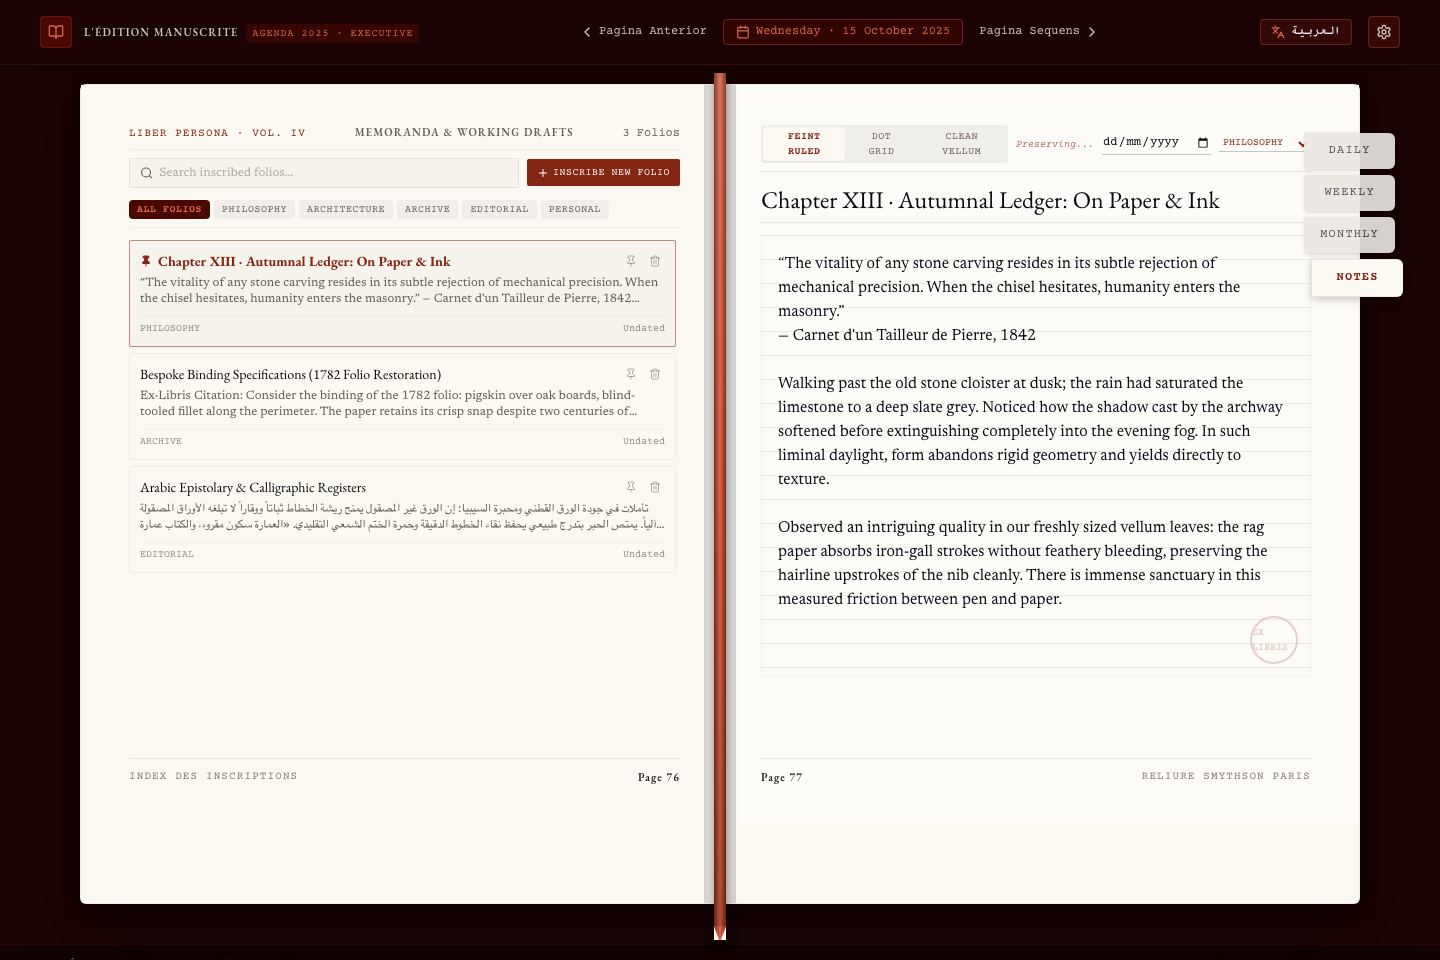 L'ÉDITION MANUSCRITE
AGENDA 2025 · EXECUTIVE
Pagina Anterior
Wednesday · 15 October 2025
Pagina Sequens
العربية
LIBER PERSONA · VOL. IV
MEMORANDA & WORKING DRAFTS
3 Folios
Search inscribed folios...
INSCRIBE NEW FOLIO
ALL FOLIOS
PHILOSOPHY
ARCHITECTURE
ARCHIVE
EDITORIAL
PERSONAL
Chapter XIII · Autumnal Ledger: On Paper & Ink
“The vitality of any stone carving resides in its subtle rejection of mechanical precision. When
the chisel hesitates, humanity enters the masonry.” — Carnet d'un Tailleur de Pierre, 1842...
PHILOSOPHY
Undated
Bespoke Binding Specifications (1782 Folio Restoration)
Ex-Libris Citation: Consider the binding of the 1782 folio: pigskin over oak boards, blind-
tooled fillet along the perimeter. The paper retains its crisp snap despite two centuries of...
ARCHIVE
Undated
Arabic Epistolary & Calligraphic Registers
تأملات في جودة الورق القطني ومحبرة السيبيا: إن الورق غير المصقول يمنح ريشة الخطاط ثباتاً ووقاراً لا تبلغه الأوراق المصقولة
آلياً. يمتص الحبر بتدرج طبيعي يحفظ نقاء الخطوط الدقيقة وحمرة الختم الشمعي التقليدي. «العمارة سكون مقروء، والكتاب عمارة...
EDITORIAL
Undated
INDEX DES INSCRIPTIONS
Page 76
FEINT
RULED
DOT
GRID
CLEAN
VELLUM
Preserving...
dd/mm/yyyy
PHILOSOPHY
DAILY
WEEKLY
MONTHLY
NOTES
Chapter XIII · Autumnal Ledger: On Paper & Ink
“The vitality of any stone carving resides in its subtle rejection of
mechanical precision. When the chisel hesitates, humanity enters the
masonry.”
— Carnet d'un Tailleur de Pierre, 1842
Walking past the old stone cloister at dusk; the rain had saturated the
limestone to a deep slate grey. Noticed how the shadow cast by the archway
softened before extinguishing completely into the evening fog. In such
liminal daylight, form abandons rigid geometry and yields directly to
texture.
Observed an intriguing quality in our freshly sized vellum leaves: the rag
paper absorbs iron-gall strokes without feathery bleeding, preserving the
hairline upstrokes of the nib cleanly. There is immense sanctuary in this
measured friction between pen and paper.
EX
LIBRIS
Page 77
RELIURE SMYTHSON PARIS